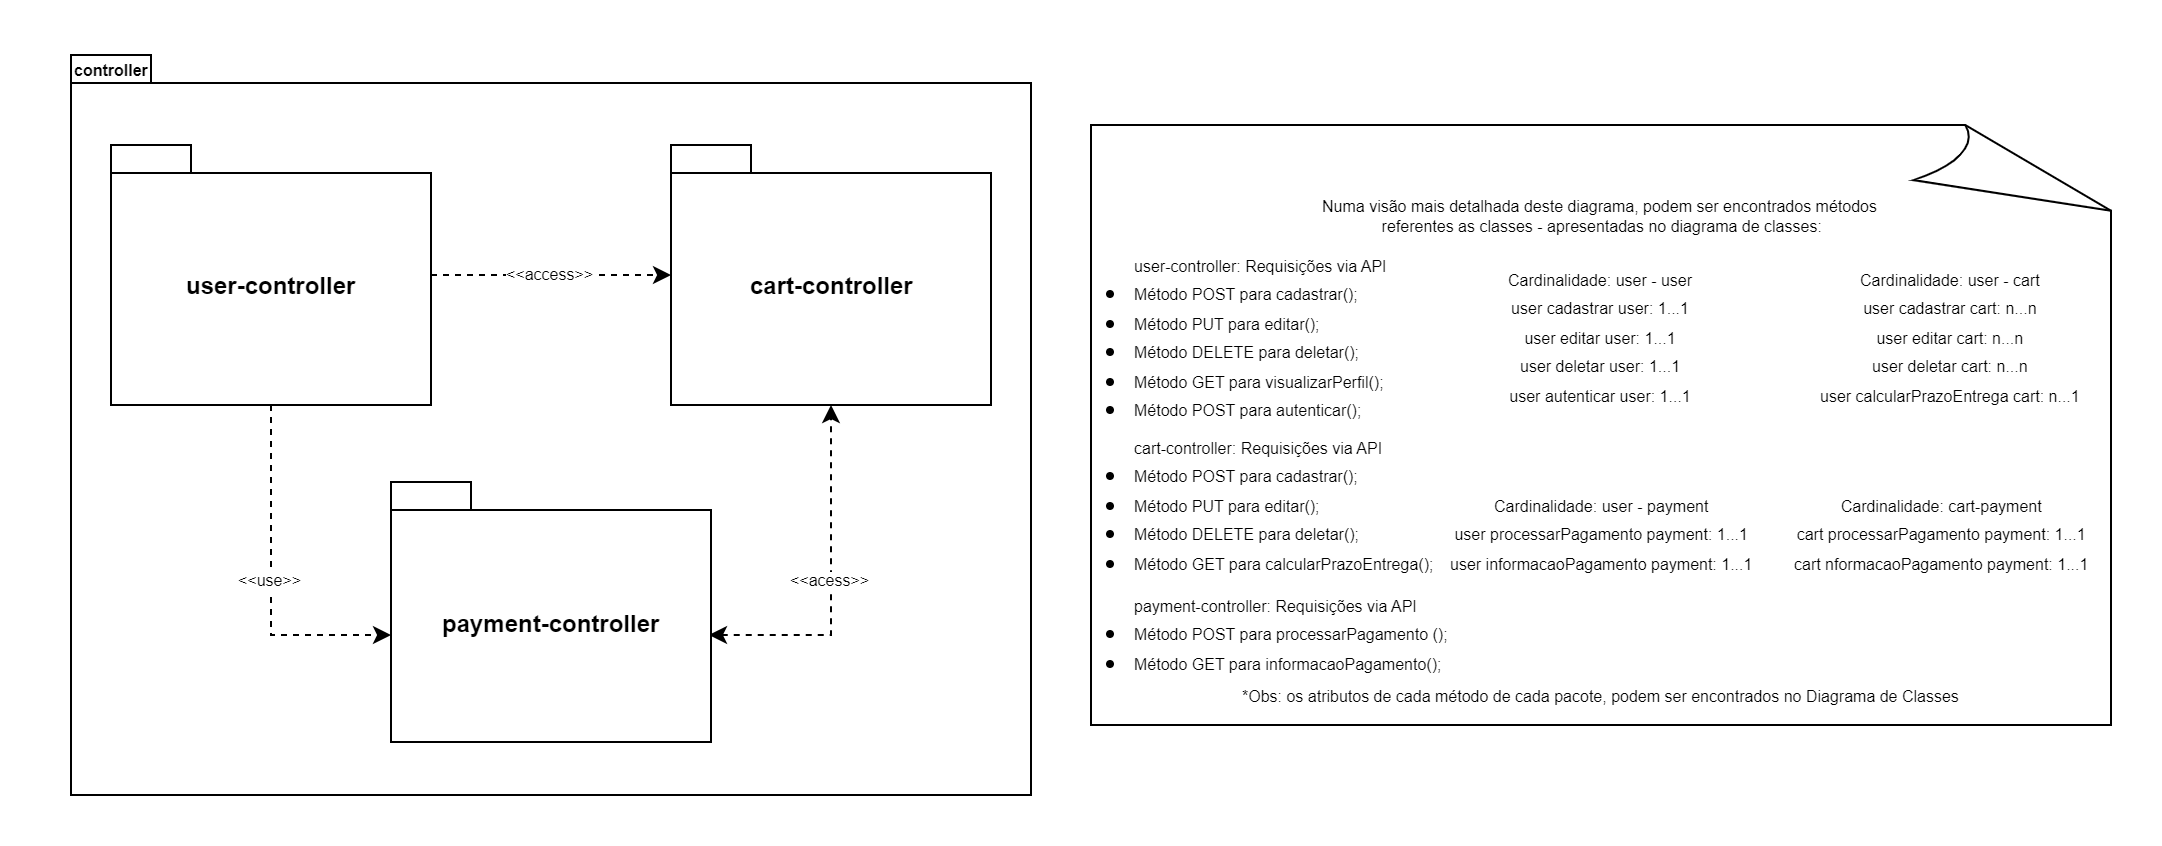 controller
user-controller
<<access>>
cart-controller
<<use>>
<<acess>>
payment-controller
Numa visão mais detalhada deste diagrama, podem ser encontrados métodos
referentes as classes - apresentadas no diagrama de classes:
user-controller: Requisições via API
Método POST para cadastrar();
Método PUT para editar();
Método DELETE para deletar();
Método GET para visualizarPerfil();
Método POST para autenticar();
Cardinalidade: user - user
user cadastrar user: 1...1
user editar user: 1...1
user deletar user: 1...1
user autenticar user: 1...1
Cardinalidade: user - cart
user cadastrar cart: n...n
user editar cart: n...n
user deletar cart: n...n
user calcularPrazoEntrega cart: n...1
cart-controller: Requisições via API
Método POST para cadastrar();
Método PUT para editar();
Método DELETE para deletar();
Método GET para calcularPrazoEntrega();
Cardinalidade: user - payment
user processarPagamento payment: 1...1
user informacaoPagamento payment: 1...1
Cardinalidade: cart-payment
cart processarPagamento payment: 1...1
cart nformacaoPagamento payment: 1...1
payment-controller: Requisições via API
Método POST para processarPagamento ();
Método GET para informacaoPagamento();
*Obs: os atributos de cada método de cada pacote, podem ser encontrados no Diagrama de Classes